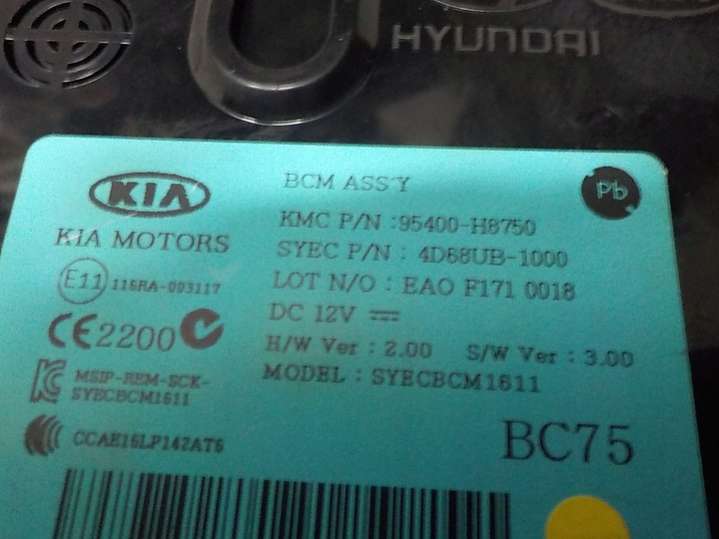 HYUNDAI
KIA
KIA MOTORS
BCM ASS'Y
Pb
KMC P/N :95400-H8750
SYEC P/N : 4D68UB-1000
LOT N/O : EAO F171 0018
DC 12V
H/W Ver : 2.00 S/W Ver : 3.00
MODEL : SYECBCM1611
E11 116RA-093117
CE2200
MSIP-REM-SCK-
SYECBCM1611
CCAE16LP142AT6
BC75